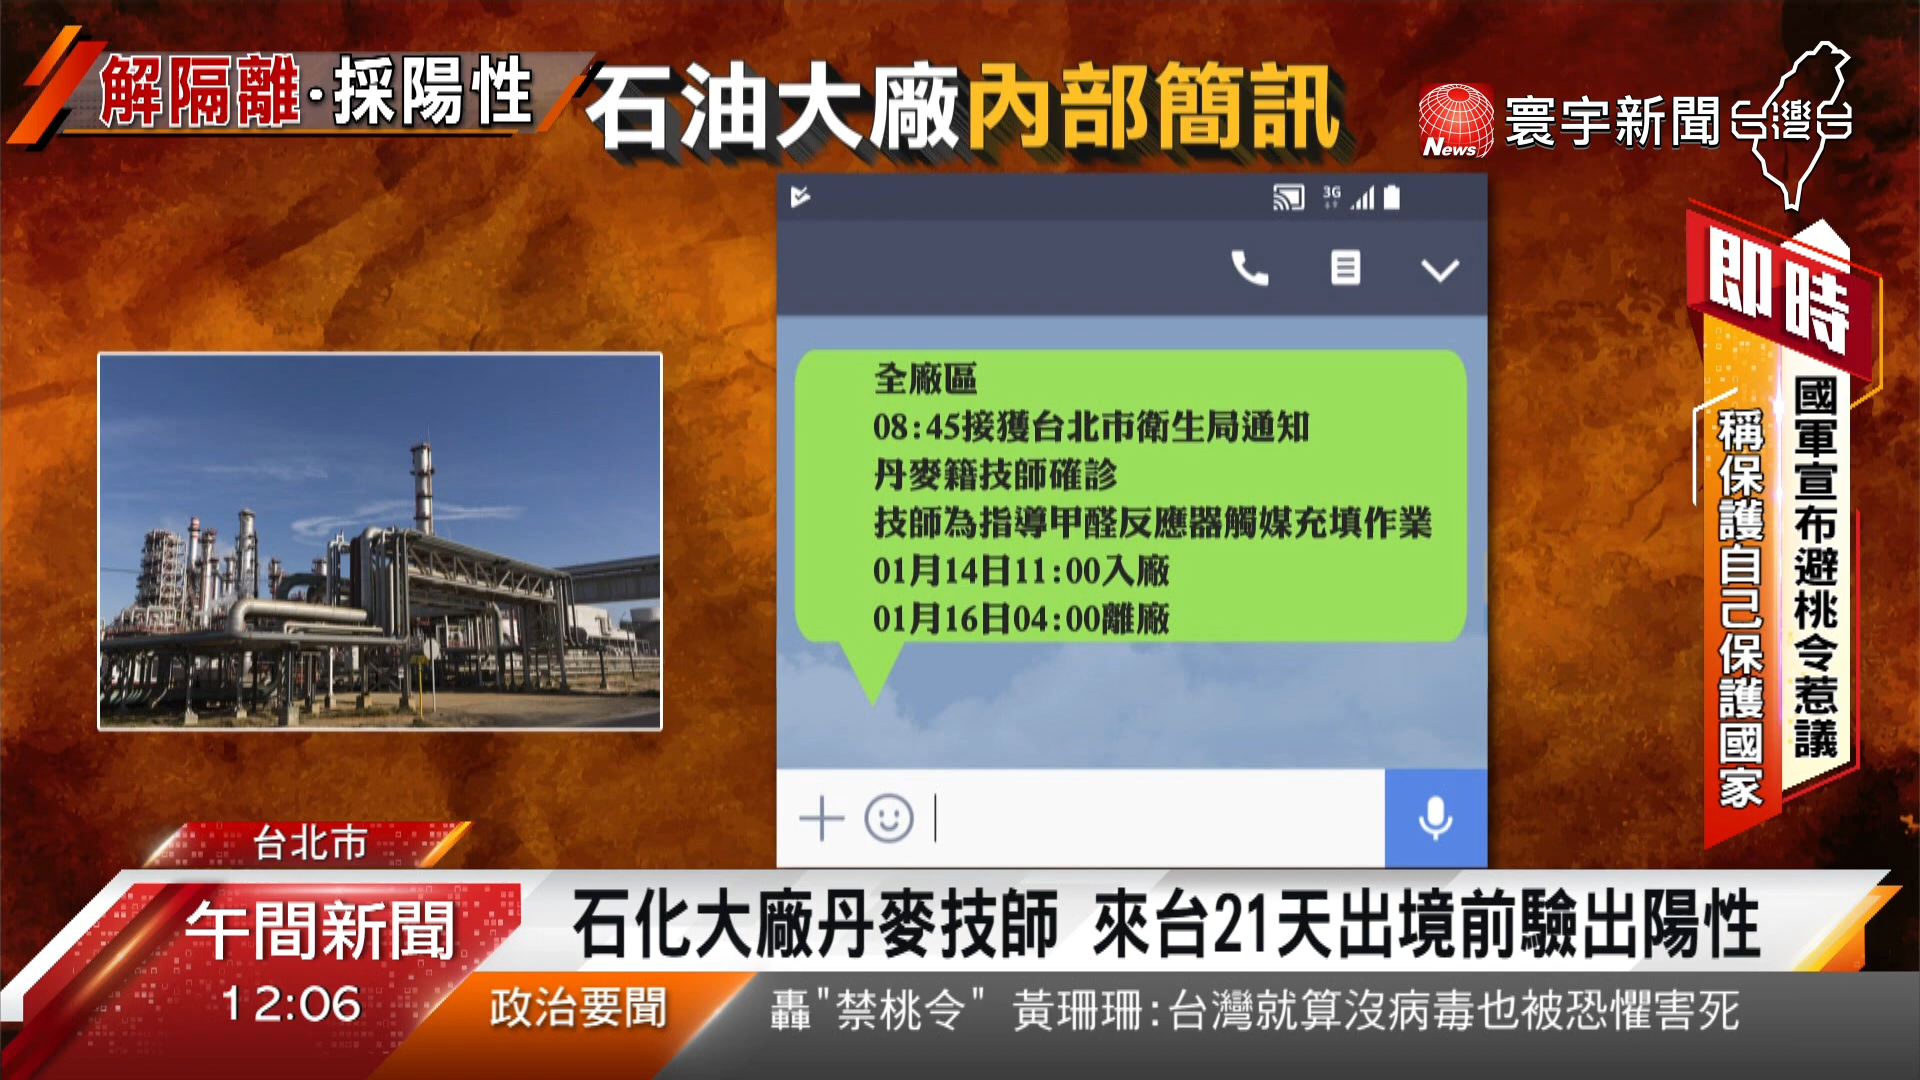 解隔離·採陽性
石油大廠內部簡訊
News
寰宇新聞台
灣
3G
全廠區
08:45接獲台北市衛生局通知
丹麥籍技師確診
技師為指導甲醛反應器觸媒充填作業
01月14日11:00入廠
01月16日04:00離廠
即時
國軍宣布避桃令惹議
稱保護自己保護國家
台北市
午間新聞
12:06
石化大廠丹麥技師 來台21天出境前驗出陽性
政治要聞
轟"禁桃令" 黃珊珊:台灣就算沒病毒也被恐懼害死